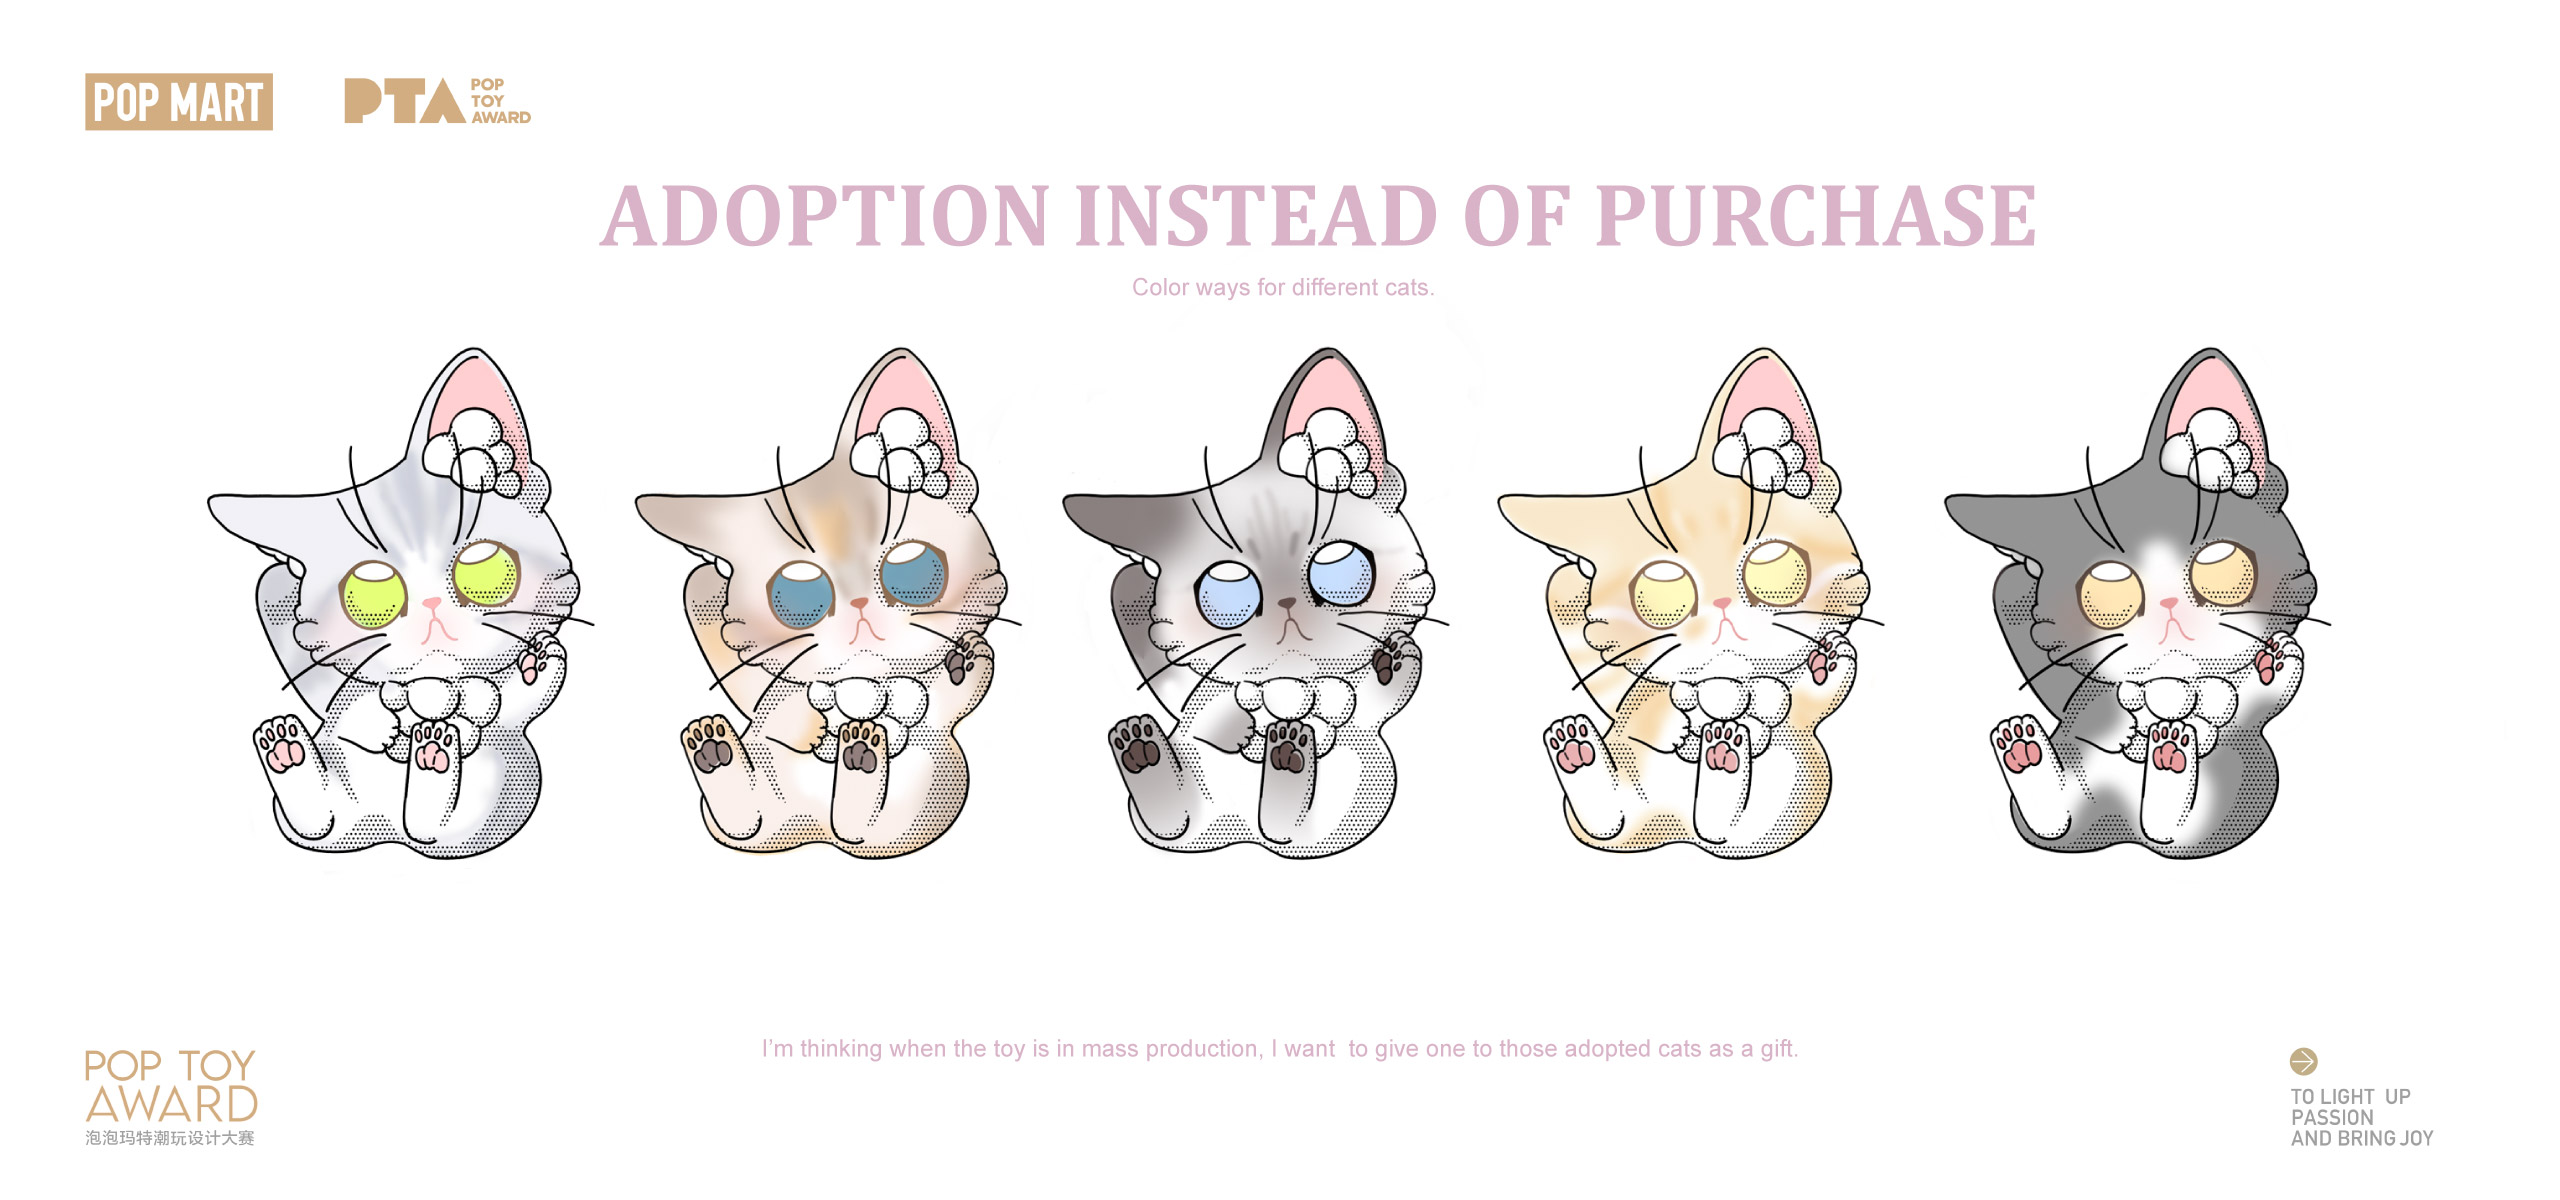 POP MART
PTA
POP
TOY
AWARD
ADOPTION INSTEAD OF PURCHASE
Color ways for different cats.
I'm thinking when the toy is in mass production, I want  to give one to those adopted cats as a gift.
POP TOY
AWARD
泡泡玛特潮玩设计大赛
TO LIGHT  UP
PASSION
AND BRING JOY